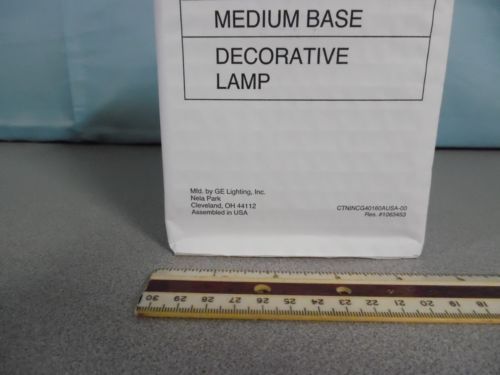 MEDIUM BASE
DECORATIVE
LAMP
Mfd. by GE Lighting, Inc.
Nela Park
Cleveland, OH 44112
Assembled in USA
CTNINCG40160AUSA-00
Res. #1063453
30 29 28 27 26 25 24 23 22 21 20 19 18